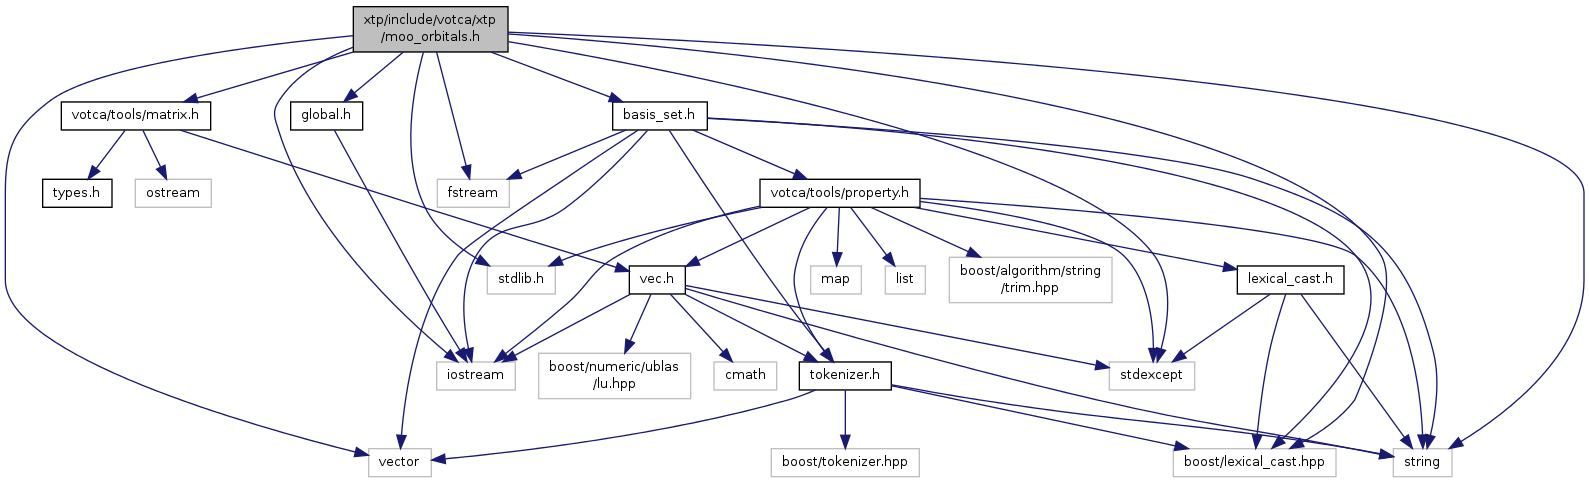 xtp/include/votca/xtp
/moo_orbitals.h
votca/tools/matrix.h
global.h
basis_set.h
types.h
ostream
fstream
votca/tools/property.h
stdlib.h
vec.h
map
list
boost/algorithm/string
/trim.hpp
lexical_cast.h
iostream
boost/numeric/ublas
/lu.hpp
cmath
tokenizer.h
stdexcept
vector
boost/tokenizer.hpp
boost/lexical_cast.hpp
string